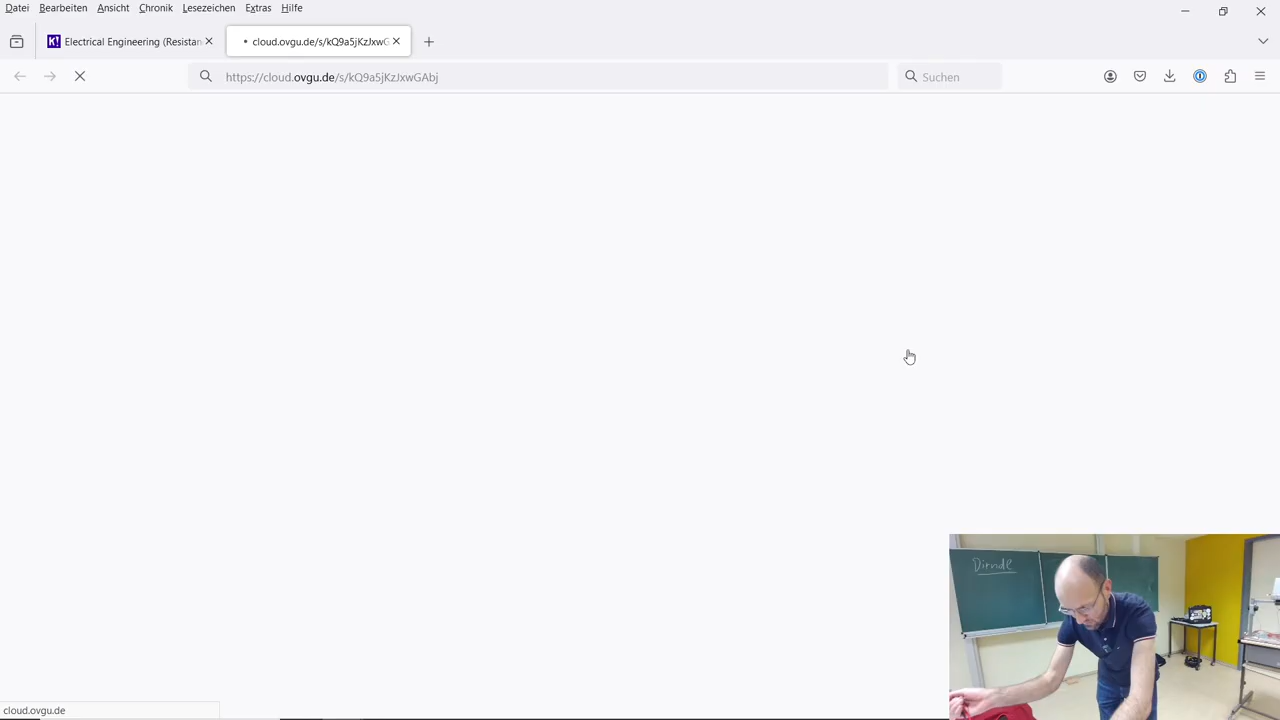 Datei Bearbeiten Ansicht Chronik Lesezeichen Extras Hilfe
K! Electrical Engineering (Resistan
cloud.ovgu.de/s/kQ9a5jKzJxwG
https://cloud.ovgu.de/s/kQ9a5jKzJxwGAbj
Suchen
Dirndl
cloud.ovgu.de